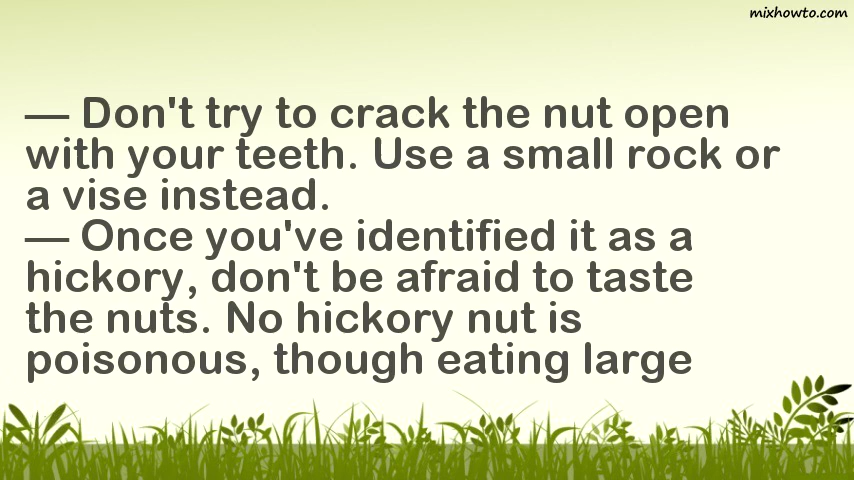 mixhowto.com
— Don't try to crack the nut open
with your teeth. Use a small rock or
a vise instead.
— Once you've identified it as a
hickory, don't be afraid to taste
the nuts. No hickory nut is
poisonous, though eating large